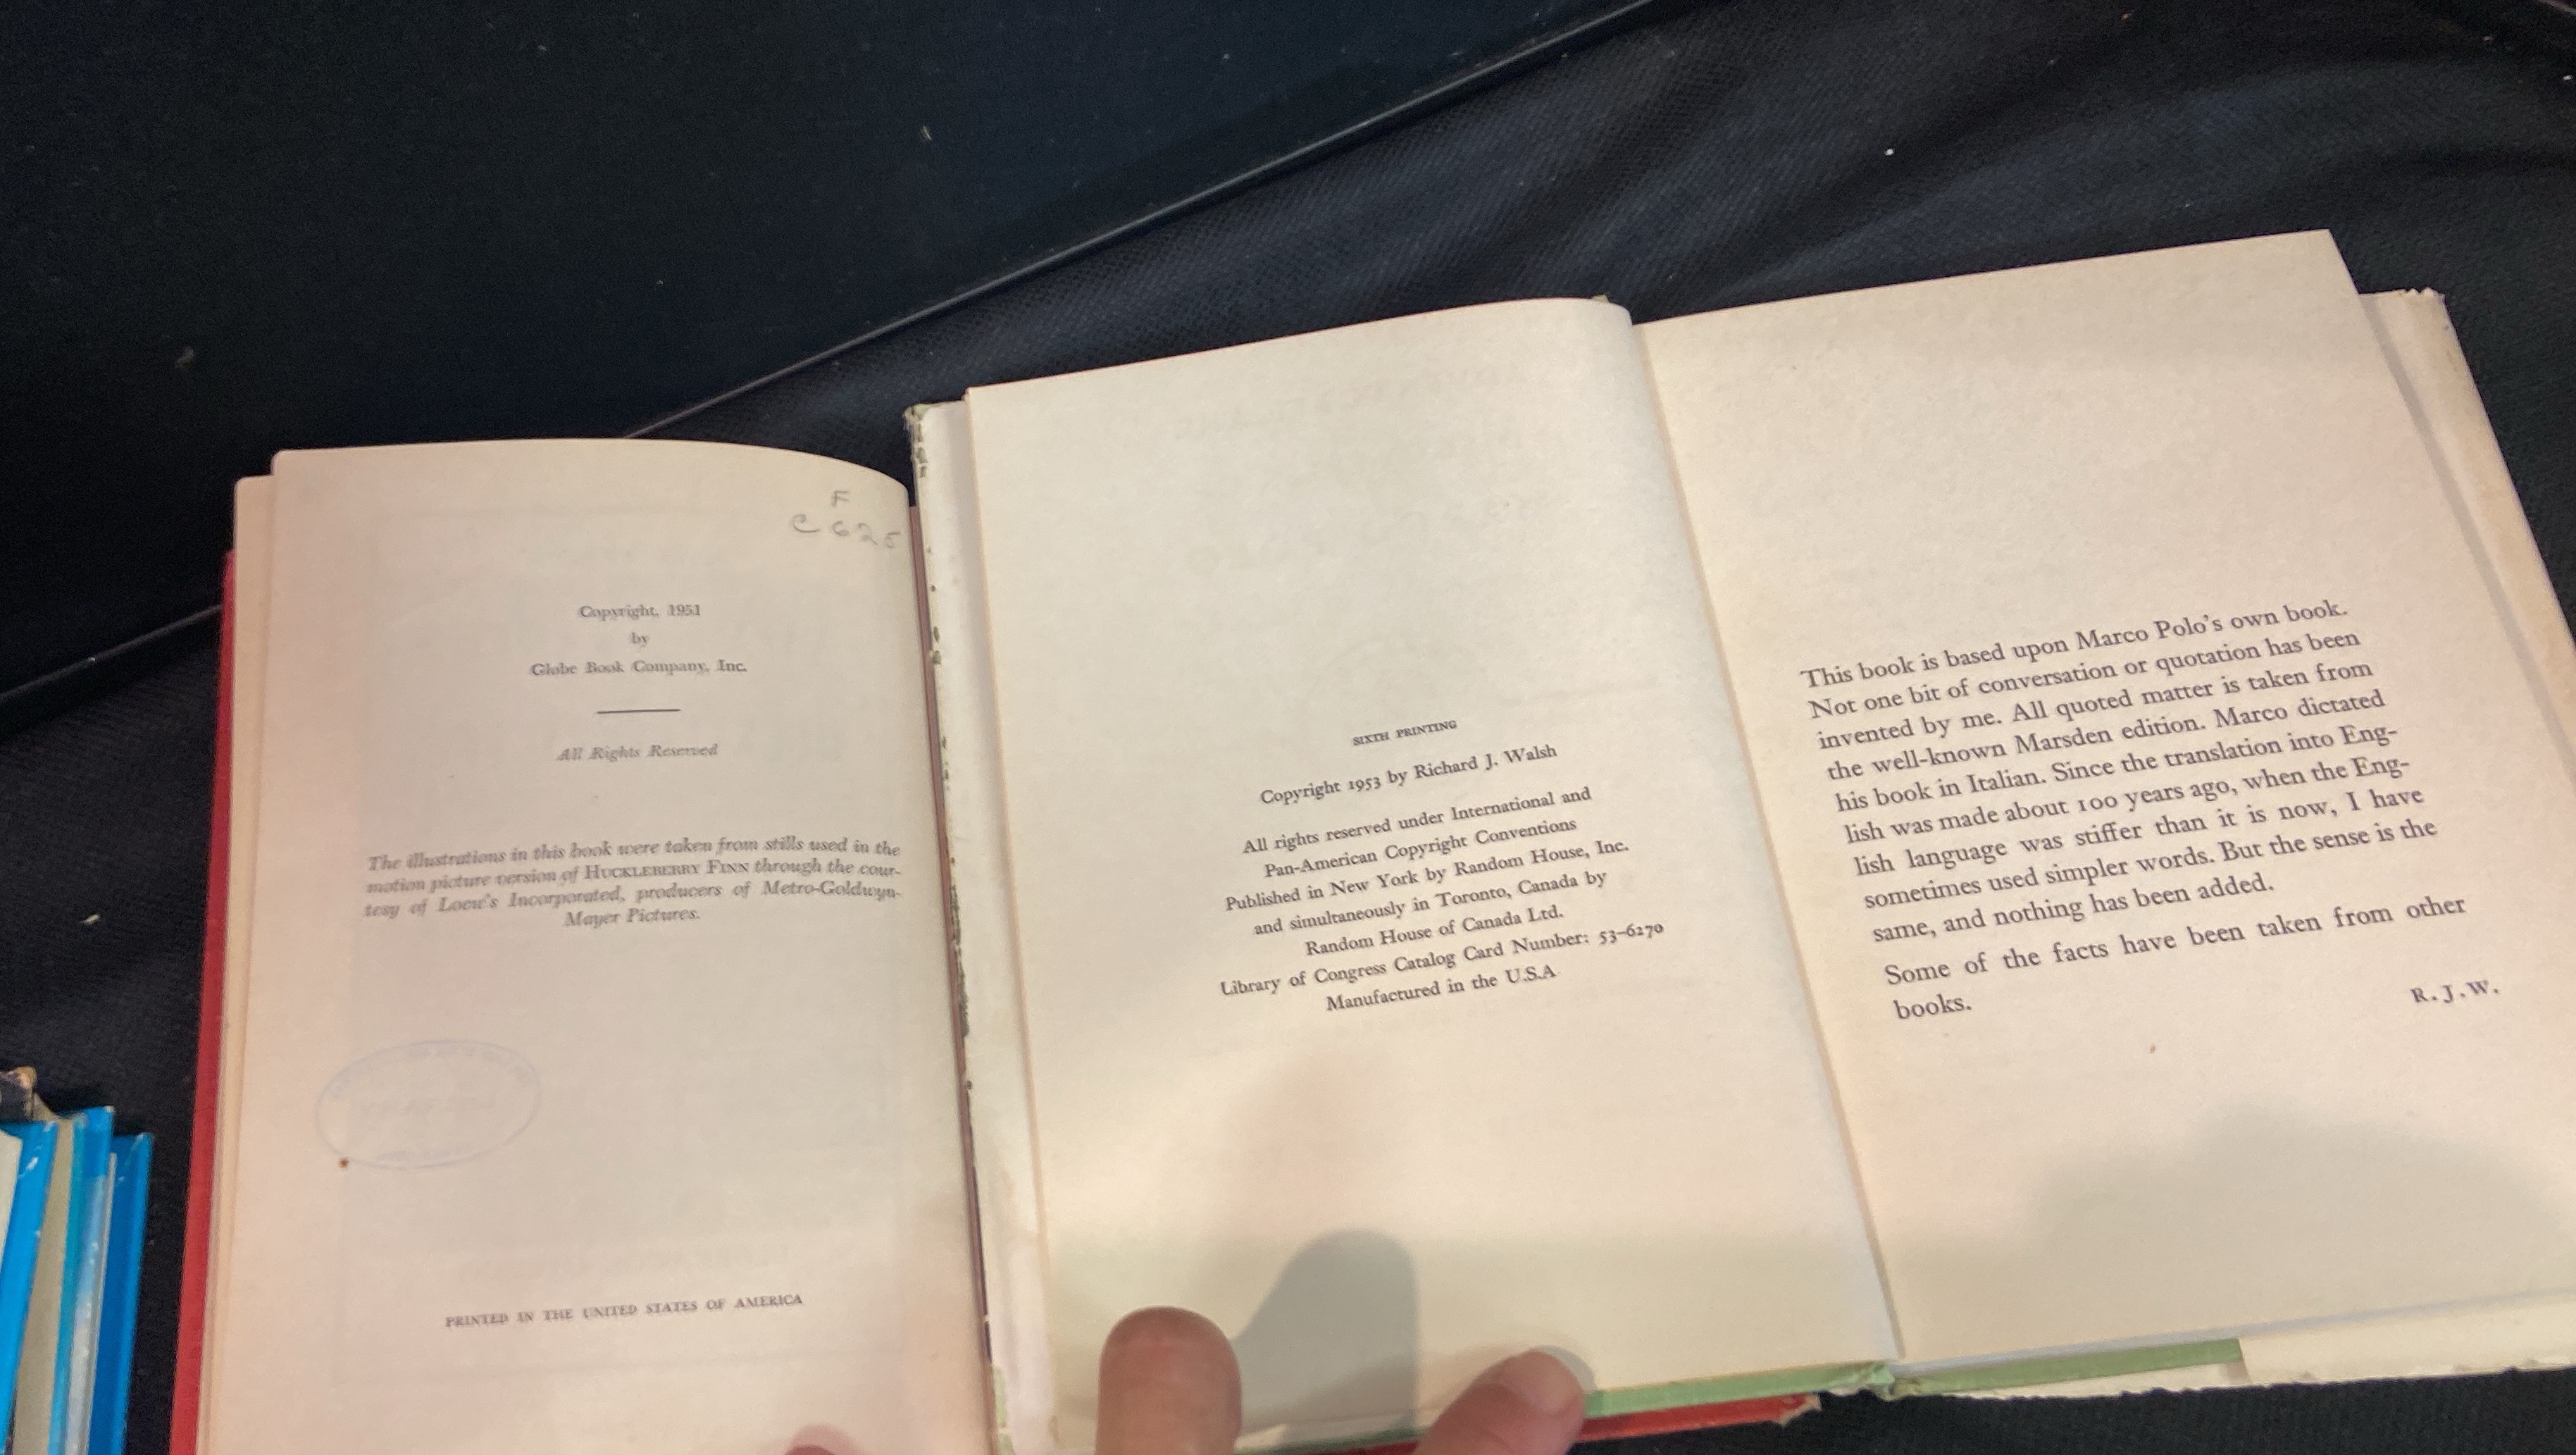 F
C 625
Copyright, 1951
by
Globe Book Company, Inc.
All Rights Reserved
The illustrations in this book were taken from stills used in the
motion picture version of HUCKLEBERRY FINN through the cour-
tesy of Loew's Incorporated, producers of Metro-Goldwyn-
Mayer Pictures.
PRINTED IN THE UNITED STATES OF AMERICA
SIXTH PRINTING
Copyright 1953 by Richard J. Walsh
All rights reserved under International and
Pan-American Copyright Conventions
Published in New York by Random House, Inc.
and simultaneously in Toronto, Canada by
Random House of Canada Ltd.
Library of Congress Catalog Card Number: 53-6270
Manufactured in the U.S.A
This book is based upon Marco Polo's own book.
Not one bit of conversation or quotation has been
invented by me. All quoted matter is taken from
the well-known Marsden edition. Marco dictated
his book in Italian. Since the translation into Eng-
lish was made about 100 years ago, when the Eng-
lish language was stiffer than it is now, I have
sometimes used simpler words. But the sense is the
same, and nothing has been added.
Some of the facts have been taken from other
books.
R.J.W.